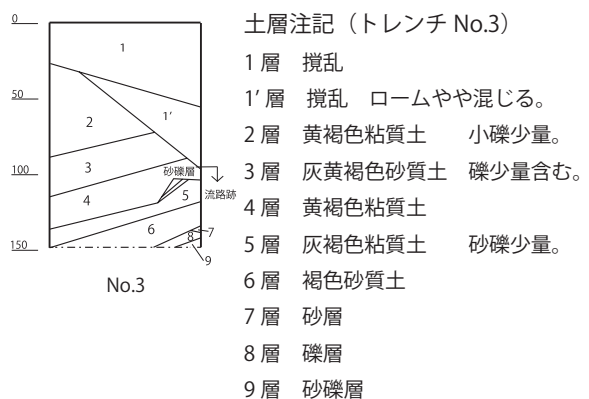 0
50
100
150
1
1'
2
3
4
砂礫層
5
流路跡
6
7
8
9
No.3
土層注記（トレンチ No.3）
1 層　撹乱
1' 層　撹乱　ロームやや混じる。
2 層　黄褐色粘質土　　小礫少量。
3 層　灰黄褐色砂質土　礫少量含む。
4 層　黄褐色粘質土
5 層　灰褐色粘質土　　砂礫少量。
6 層　褐色砂質土
7 層　砂層
8 層　礫層
9 層　砂礫層